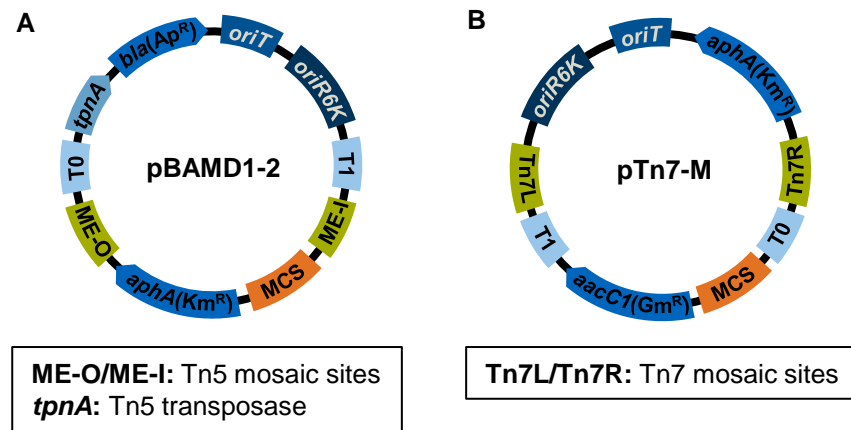 A
bla(ApR)
oriT
oriR6K
T1
ME-I
MCS
aphA(KmR)
ME-O
T0
tpnA
pBAMD1-2
ME-O/ME-I: Tn5 mosaic sites
tpnA: Tn5 transposase
B
oriT
aphA(KmR)
Tn7R
T0
MCS
aacC1(GmR)
T1
Tn7L
oriR6K
pTn7-M
Tn7L/Tn7R: Tn7 mosaic sites